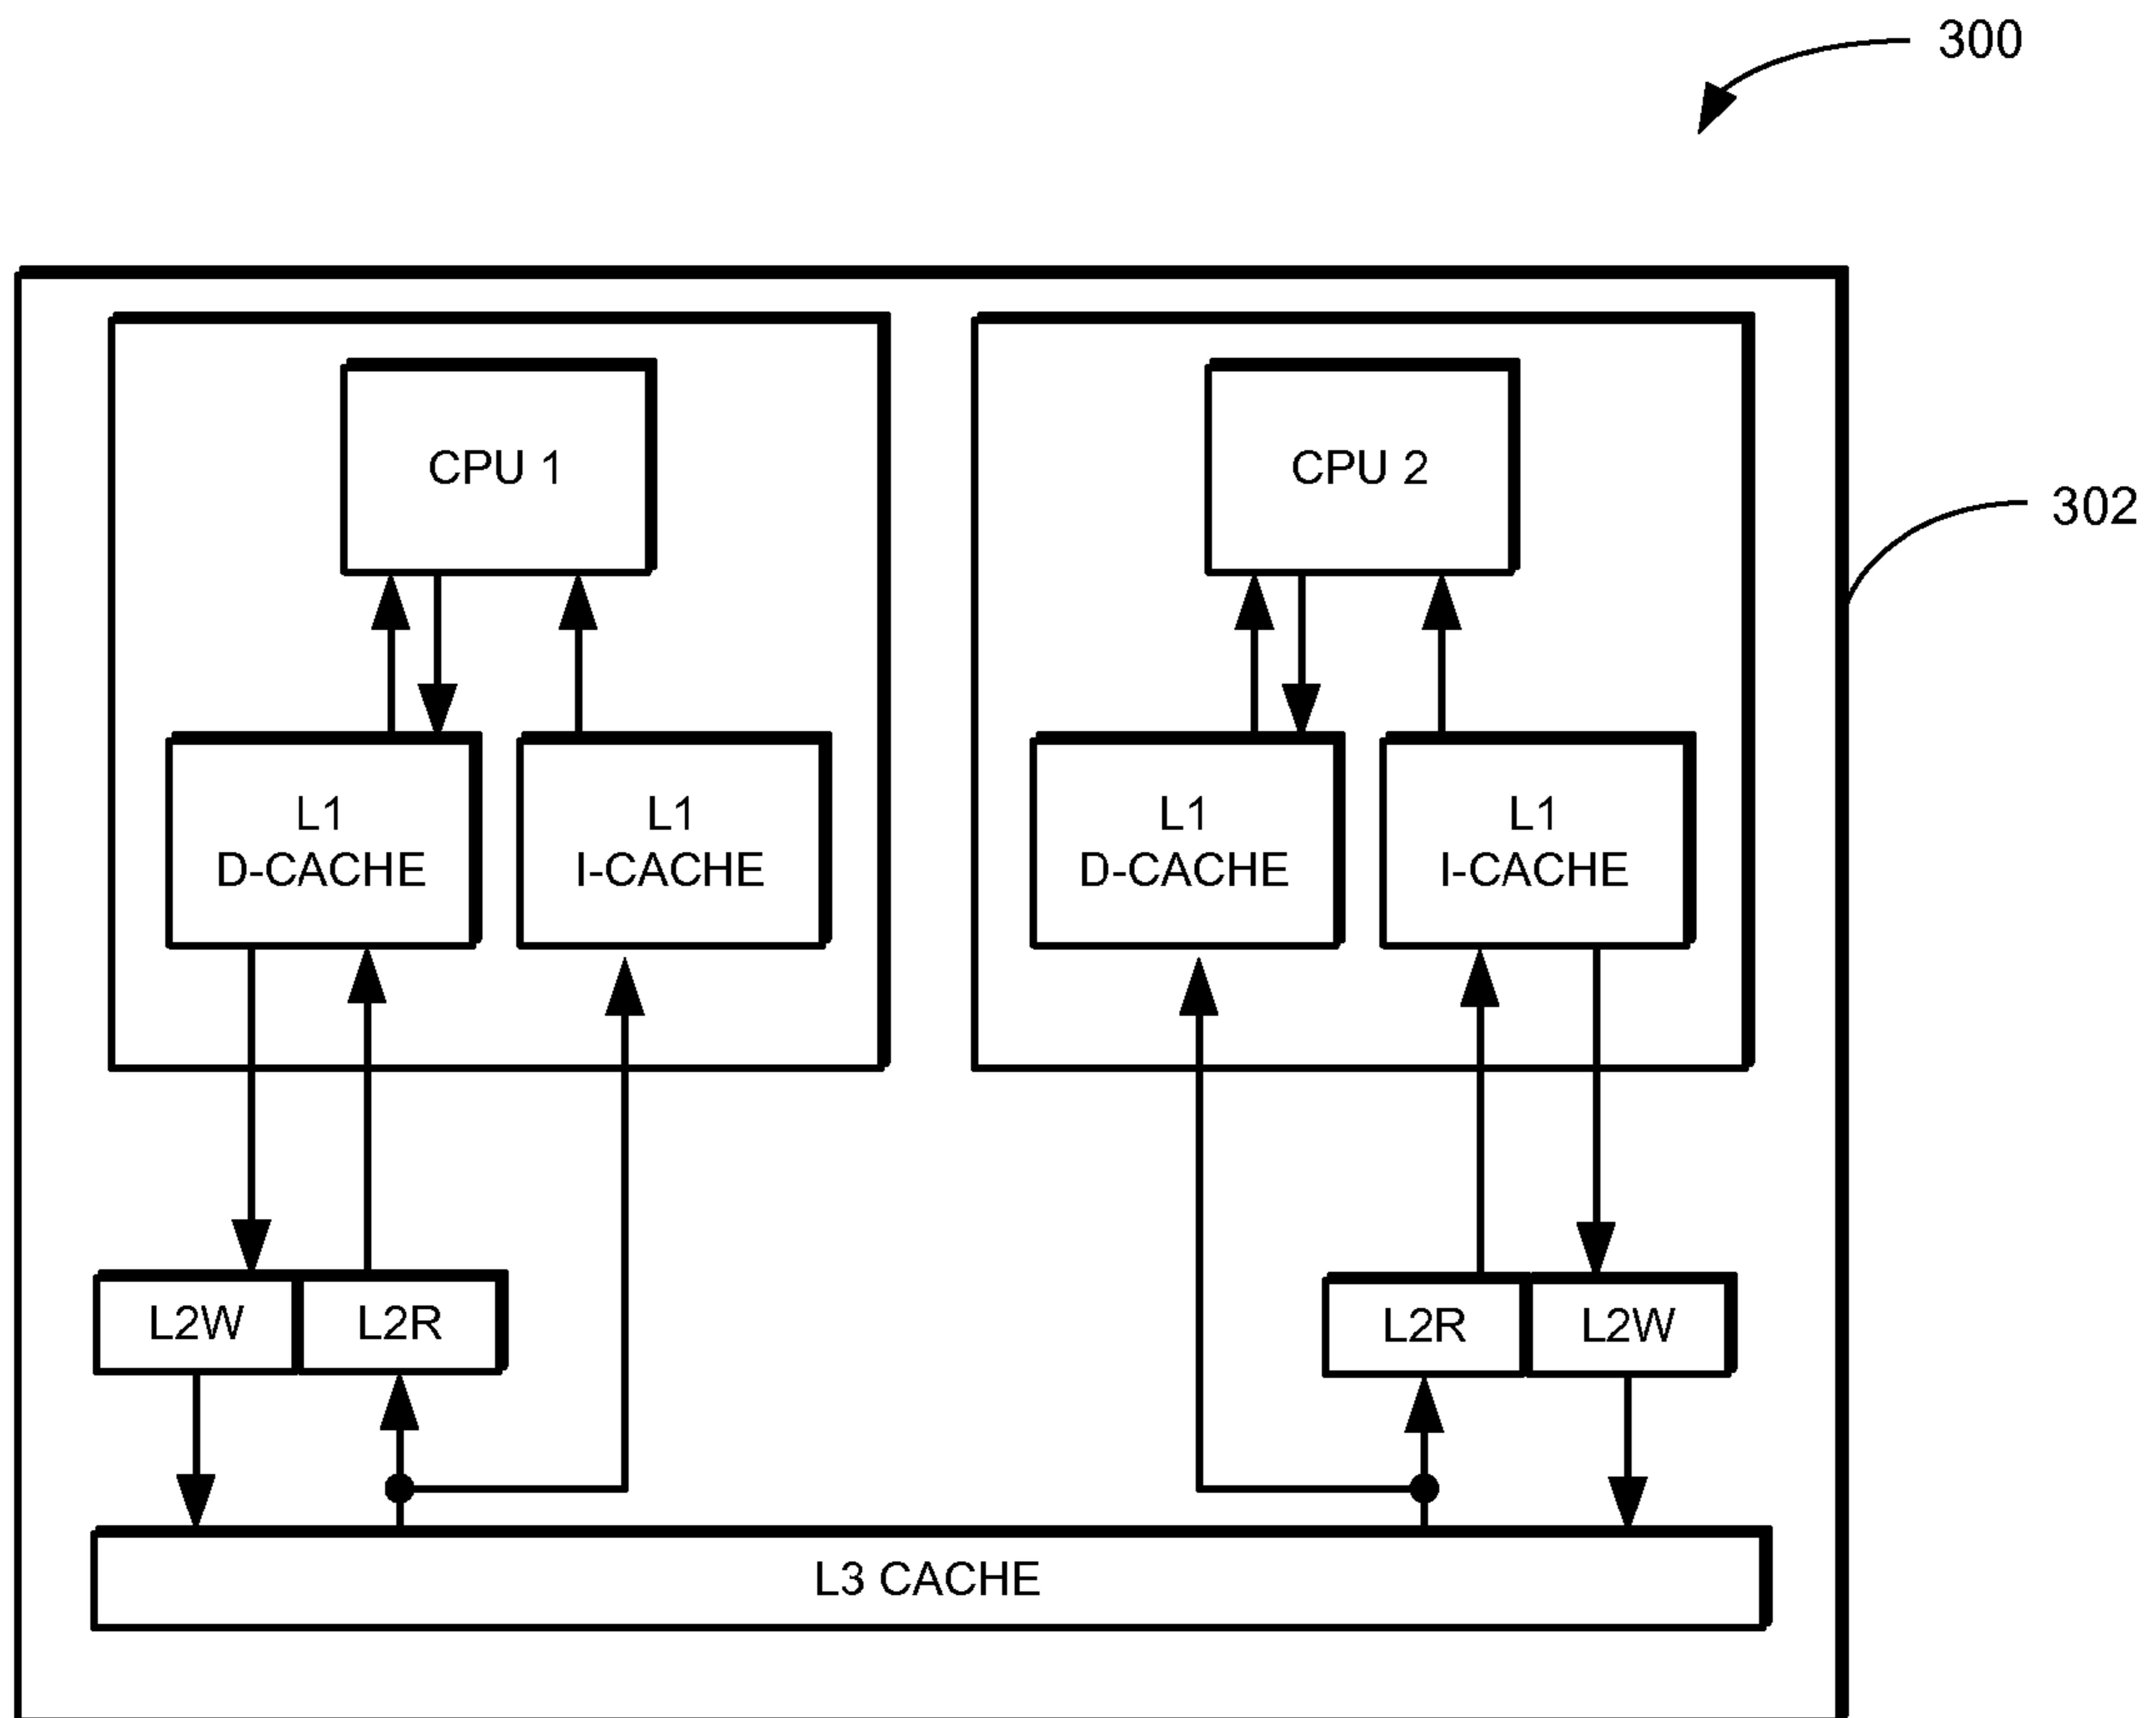 300
CPU 1
CPU 2
302
L1
D-CACHE
L1
I-CACHE
L1
D-CACHE
L1
I-CACHE
L2W
L2R
L2R
L2W
L3 CACHE